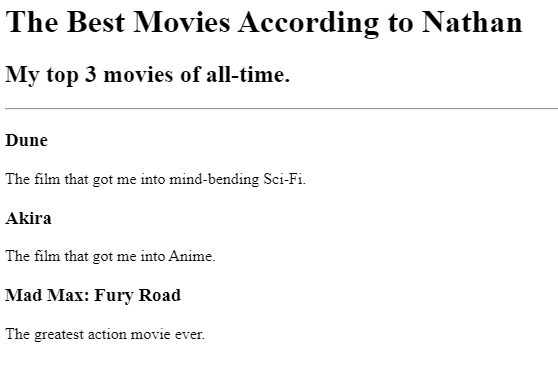 The Best Movies According to Nathan
My top 3 movies of all-time.
Dune
The film that got me into mind-bending Sci-Fi.
Akira
The film that got me into Anime.
Mad Max: Fury Road
The greatest action movie ever.